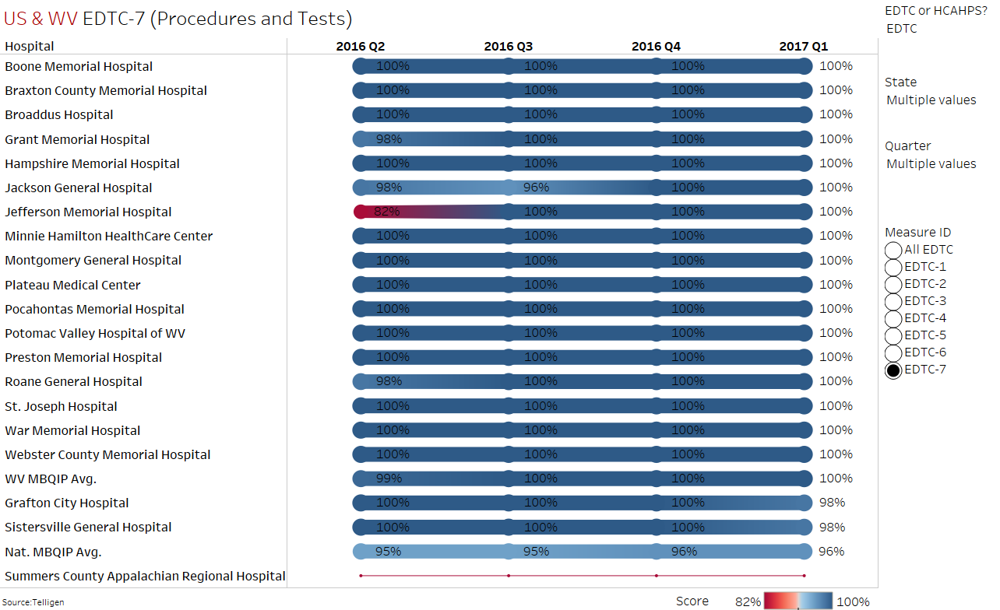 US & WV EDTC-7 (Procedures and Tests)
Hospital 2016 Q2 2016 Q3 2016 Q4 2017 Q1
Boone Memorial Hospital 100% 100% 100% 100%
Braxton County Memorial Hospital 100% 100% 100% 100%
Broaddus Hospital 100% 100% 100% 100%
Grant Memorial Hospital 98% 100% 100% 100%
Hampshire Memorial Hospital 100% 100% 100% 100%
Jackson General Hospital 98% 96% 100% 100%
Jefferson Memorial Hospital 82% 100% 100% 100%
Minnie Hamilton HealthCare Center 100% 100% 100% 100%
Montgomery General Hospital 100% 100% 100% 100%
Plateau Medical Center 100% 100% 100% 100%
Pocahontas Memorial Hospital 100% 100% 100% 100%
Potomac Valley Hospital of WV 100% 100% 100% 100%
Preston Memorial Hospital 100% 100% 100% 100%
Roane General Hospital 98% 100% 100% 100%
St. Joseph Hospital 100% 100% 100% 100%
War Memorial Hospital 100% 100% 100% 100%
Webster County Memorial Hospital 100% 100% 100% 100%
WV MBQIP Avg. 99% 100% 100% 100%
Grafton City Hospital 100% 100% 100% 98%
Sistersville General Hospital 100% 100% 100% 98%
Nat. MBQIP Avg. 95% 95% 96% 96%
Summers County Appalachian Regional Hospital
Source:Telligen
Score 82% 100%
EDTC or HCAHPS?
EDTC
State
Multiple values
Quarter
Multiple values
Measure ID
All EDTC
EDTC-1
EDTC-2
EDTC-3
EDTC-4
EDTC-5
EDTC-6
EDTC-7